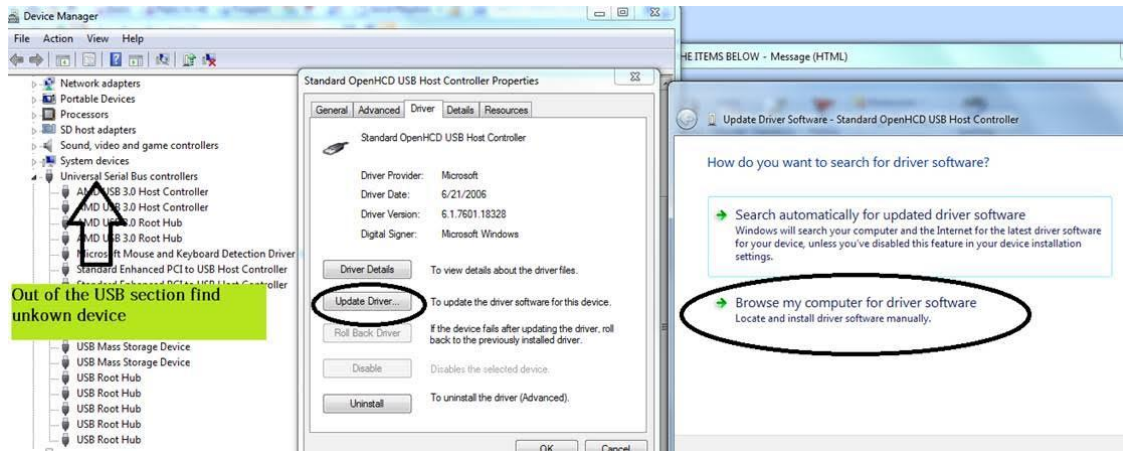 Device Manager
File Action View Help
Network adapters
Portable Devices
Processors
SD host adapters
Sound, video and game controllers
System devices
Universal Serial Bus controllers
AMD USB 3.0 Host Controller
AMD USB 3.0 Host Controller
AMD USB 3.0 Root Hub
AMD USB 3.0 Root Hub
Microsoft Mouse and Keyboard Detection Driver
Standard Enhanced PCI to USB Host Controller
Standard Enhanced PCI to USB Host Controller
Out of the USB section find
unkown device
USB Mass Storage Device
USB Mass Storage Device
USB Root Hub
USB Root Hub
USB Root Hub
USB Root Hub
USB Root Hub
Standard OpenHCD USB Host Controller Properties
General Advanced Driver Details Resources
Standard OpenHCD USB Host Controller
Driver Provider: Microsoft
Driver Date: 6/21/2006
Driver Version: 6.1.7601.18328
Digital Signer: Microsoft Windows
Driver Details To view details about the driver files.
Update Driver... To update the driver software for this device.
Roll Back Driver If the device fails after updating the driver, roll
back to the previously installed driver.
Disable Disables the selected device.
Uninstall To uninstall the driver (Advanced).
OK Cancel
HE ITEMS BELOW - Message (HTML)
Update Driver Software - Standard OpenHCD USB Host Controller
How do you want to search for driver software?
Search automatically for updated driver software
Windows will search your computer and the Internet for the latest driver software
for your device, unless you've disabled this feature in your device installation
settings.
Browse my computer for driver software
Locate and install driver software manually.